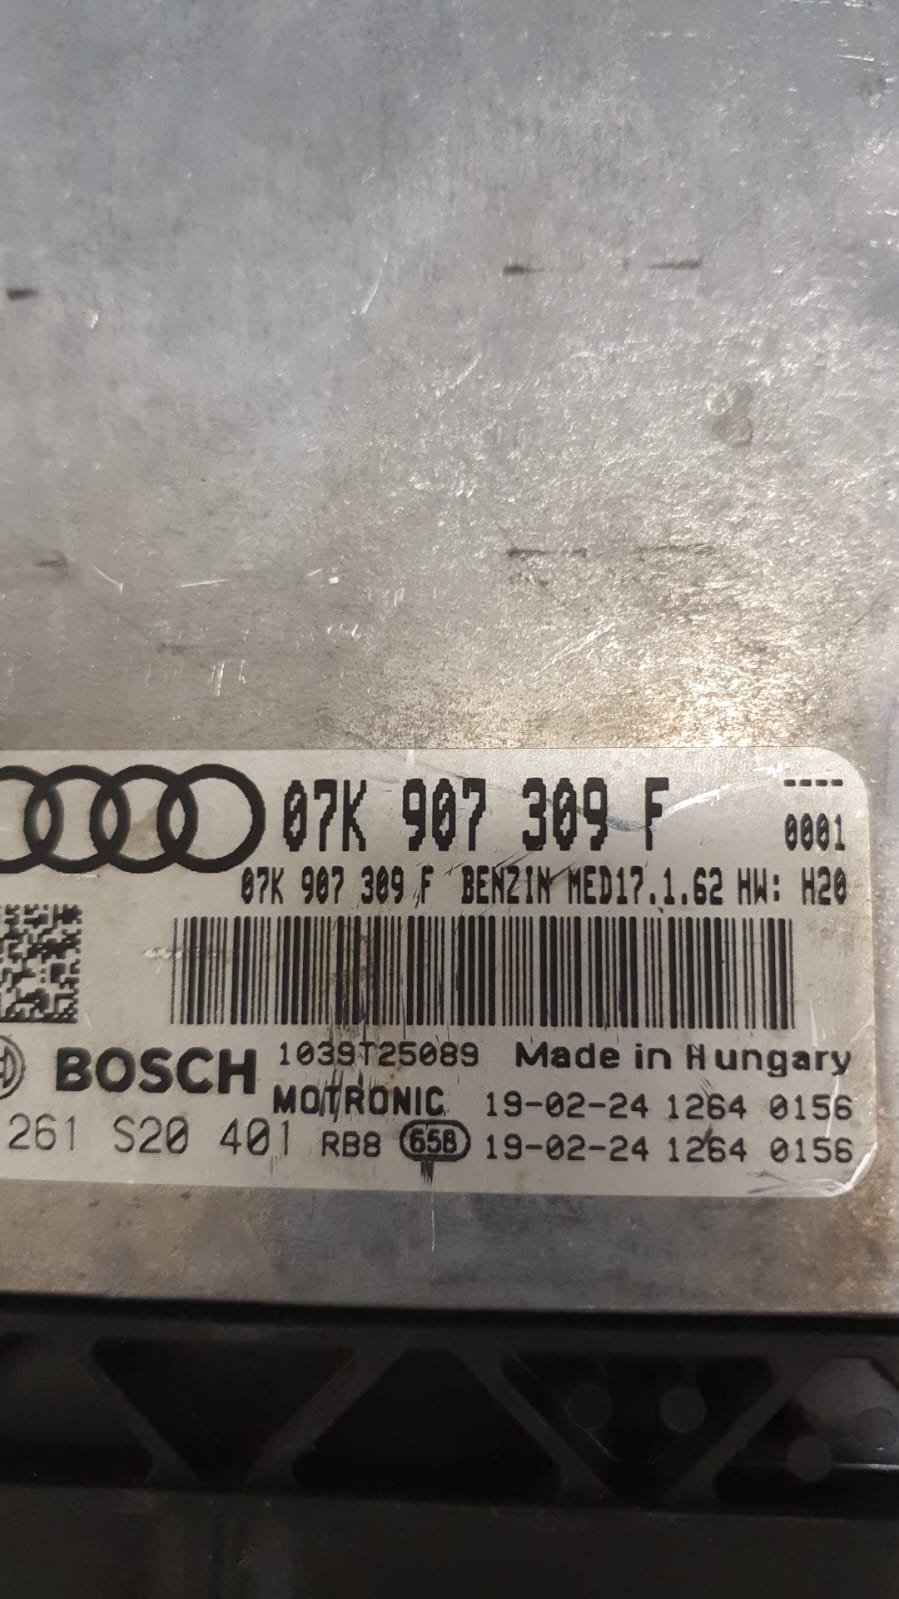 07K 907 309 F
----
0001
07K 907 309 F BENZIN MED17.1.62 HW: H20
BOSCH 1039T25089 Made in Hungary
MOTRONIC 19-02-24 1264 0156
261 S20 401 RB8 65B 19-02-24 1264 0156